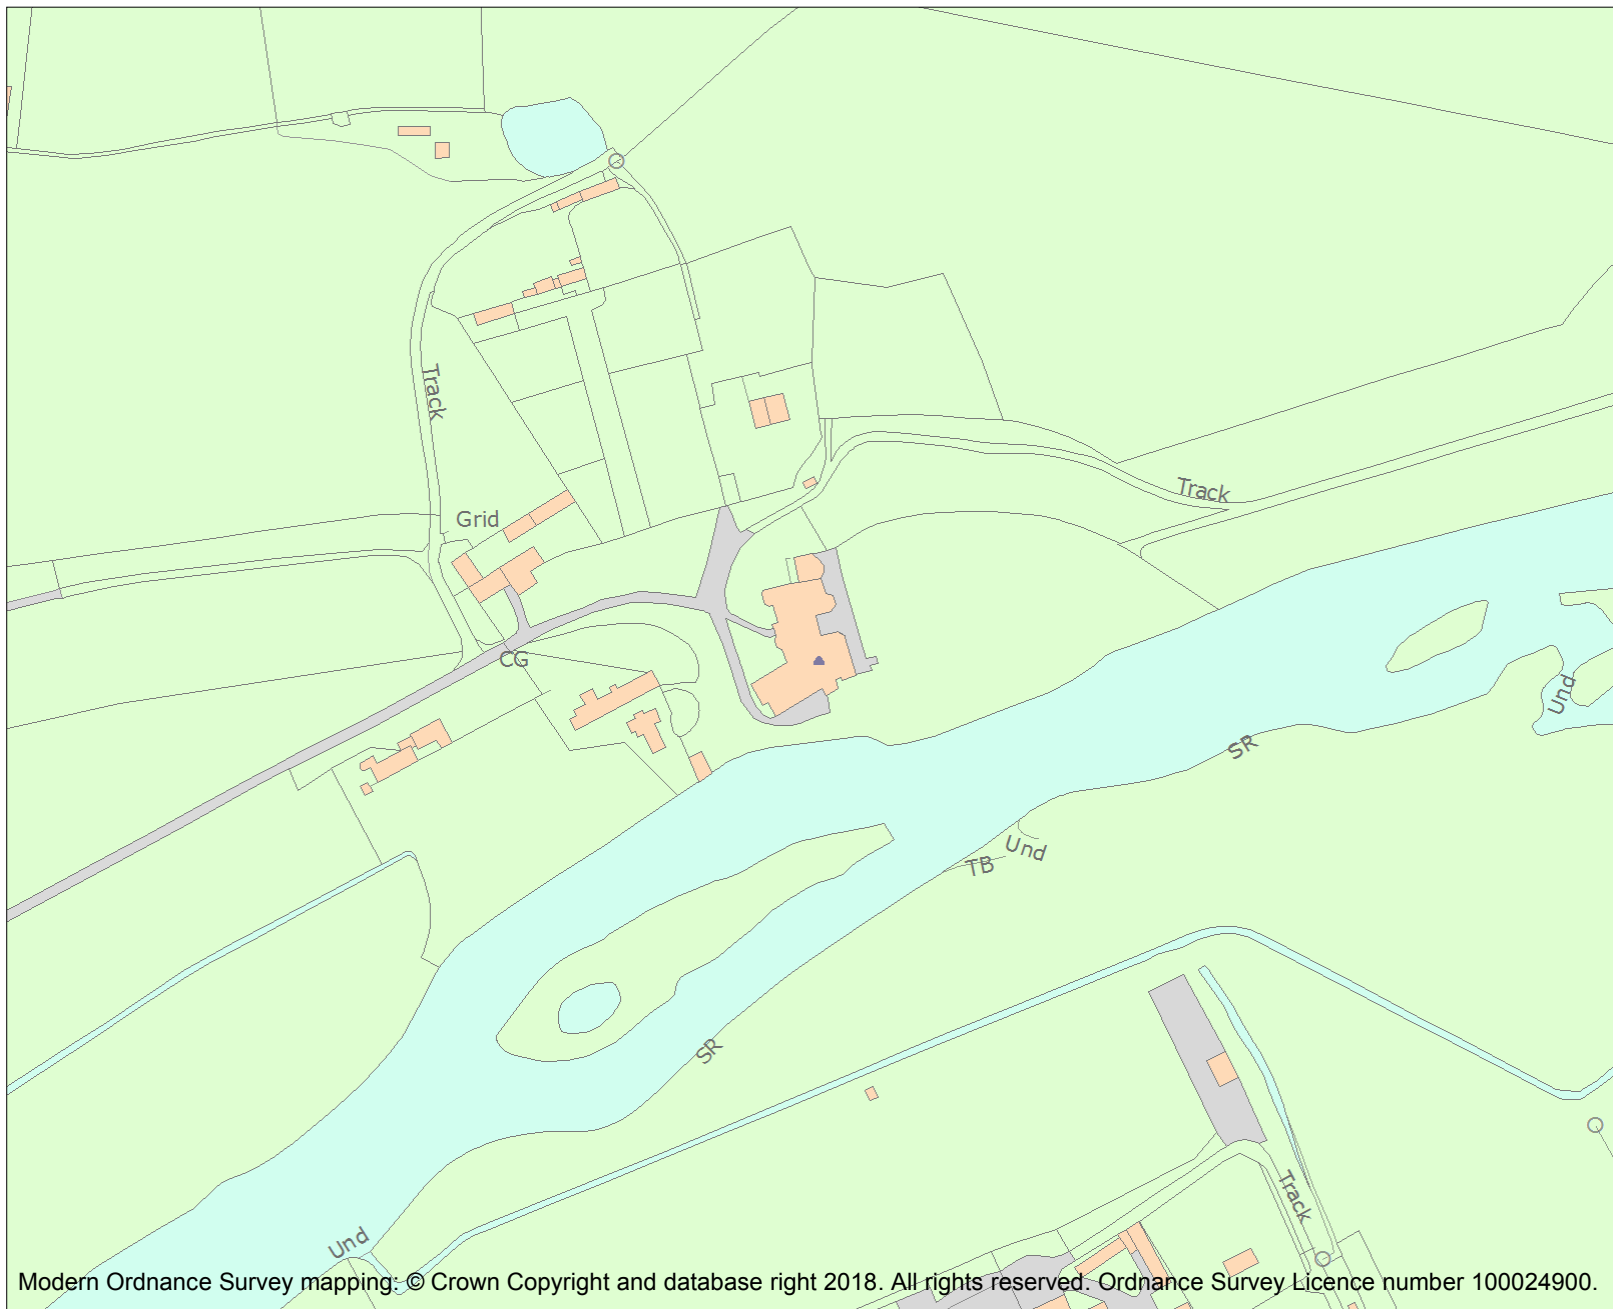 Track
Track
Grid
CG
Und
SR
Und
TB
SR
Track
Und
Modern Ordnance Survey mapping: © Crown Copyright and database right 2018. All rights reserved. Ordnance Survey Licence number 100024900.